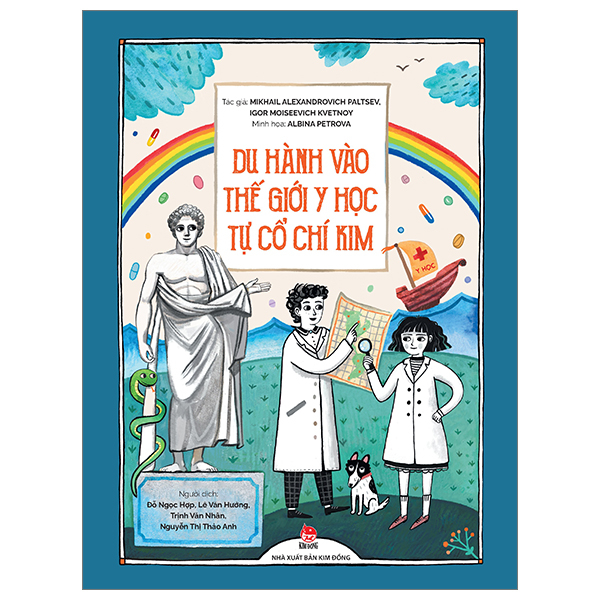 Tác giả: MIKHAIL ALEXANDROVICH PALTSEV,
IGOR MOISEEVICH KVETNOY
Minh họa: ALBINA PETROVA
DU HÀNH VÀO
THẾ GIỚI Y HỌC
TỰ CỔ CHÍ KIM
Y HỌC
Người dịch:
Đỗ Ngọc Hợp, Lê Văn Hưởng,
Trịnh Văn Nhân,
Nguyễn Thị Thảo Anh
KIM ĐỒNG
NHÀ XUẤT BẢN KIM ĐỒNG